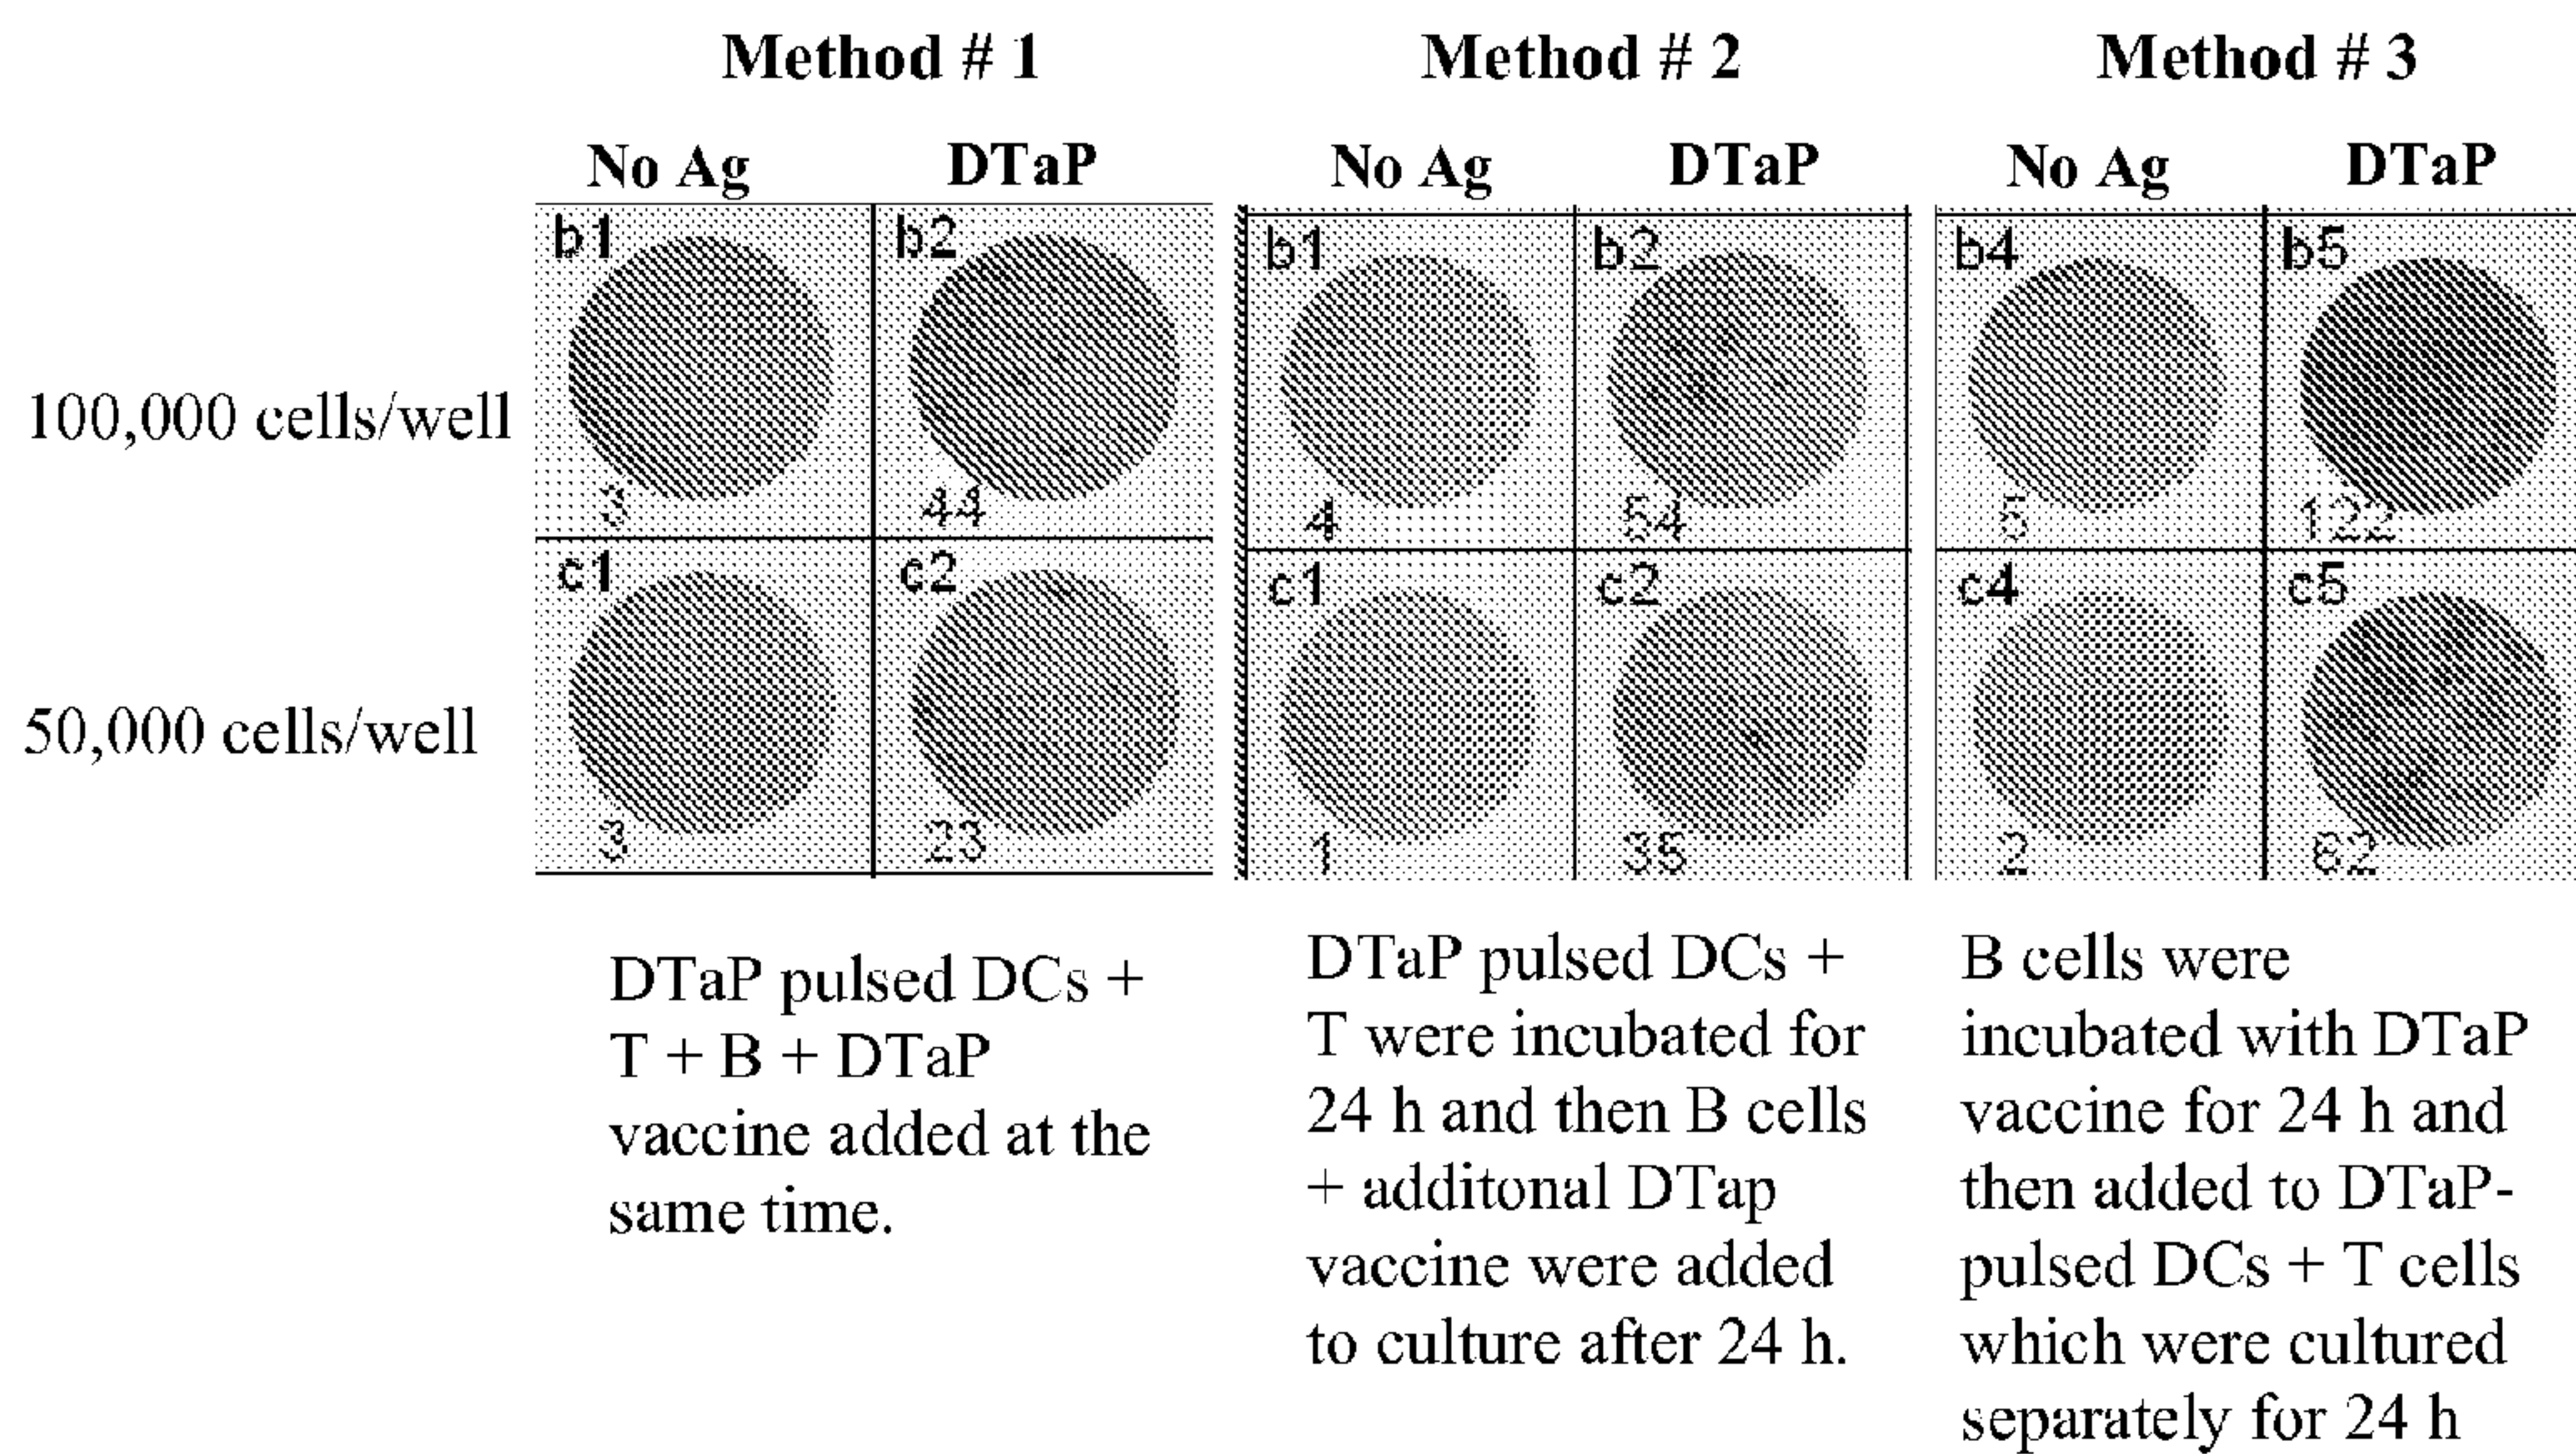 Method # 1 Method # 2 Method # 3
No Ag DTaP No Ag DTaP No Ag DTaP
b1 b2 b1 b2 b4 b5
100,000 cells/well
3 44 4 54 5 122
c1 c2 c1 c2 c4 c5
50,000 cells/well
3 23 1 35 2 62
DTaP pulsed DCs +
T + B + DTaP
vaccine added at the
same time.
DTaP pulsed DCs +
T were incubated for
24 h and then B cells
+ additonal DTap
vaccine were added
to culture after 24 h.
B cells were
incubated with DTaP
vaccine for 24 h and
then added to DTaP-
pulsed DCs + T cells
which were cultured
separately for 24 h